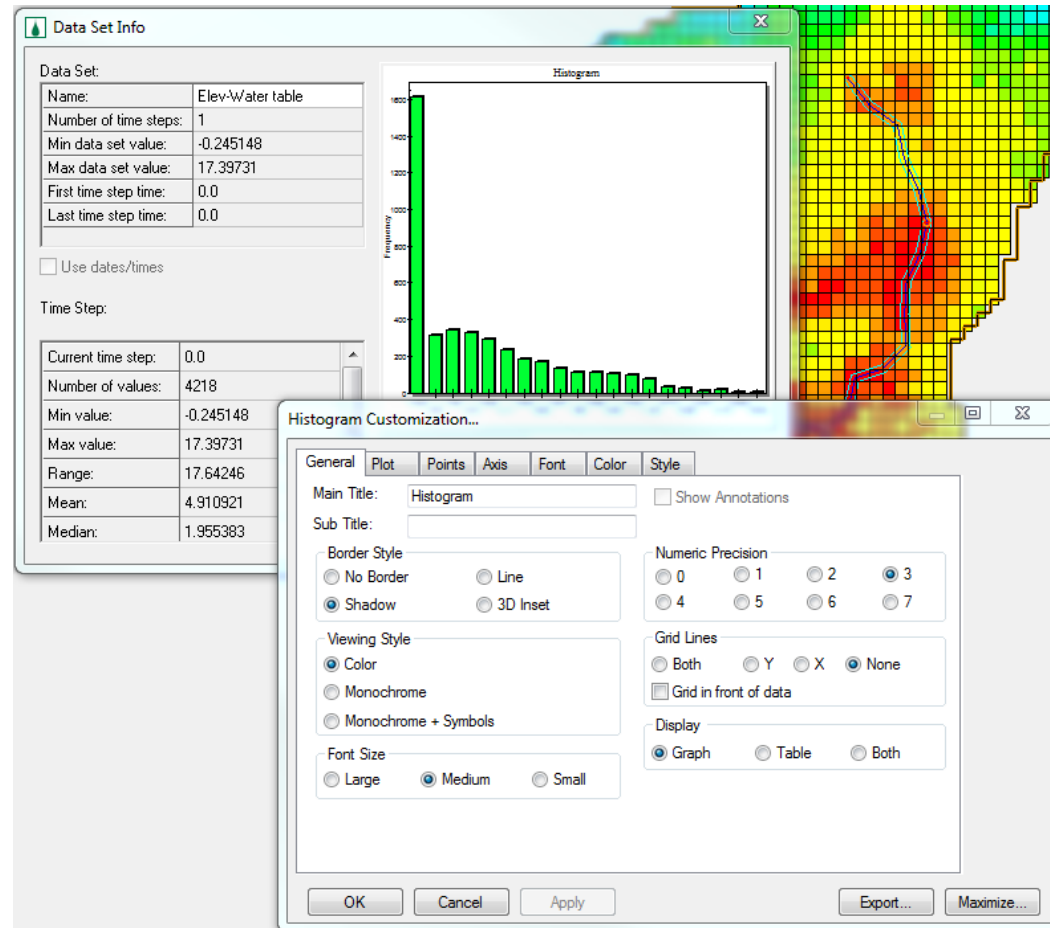 Data Set Info
Data Set:
Name: Elev-Water table
Number of time steps: 1
Min data set value: -0.245148
Max data set value: 17.39731
First time step time: 0.0
Last time step time: 0.0
Use dates/times
Time Step:
Current time step: 0.0
Number of values: 4218
Min value: -0.245148
Max value: 17.39731
Range: 17.64246
Mean: 4.910921
Median: 1.955383
Histogram
Frequency
1600
1400
1200
1000
800
600
400
200
0
Histogram Customization...
General Plot Points Axis Font Color Style
Main Title: Histogram
Show Annotations
Sub Title:
Border Style
No Border Line
Shadow 3D Inset
Numeric Precision
0 1 2 3
4 5 6 7
Viewing Style
Color
Monochrome
Monochrome + Symbols
Grid Lines
Both Y X None
Grid in front of data
Font Size
Large Medium Small
Display
Graph Table Both
OK Cancel Apply Export... Maximize...